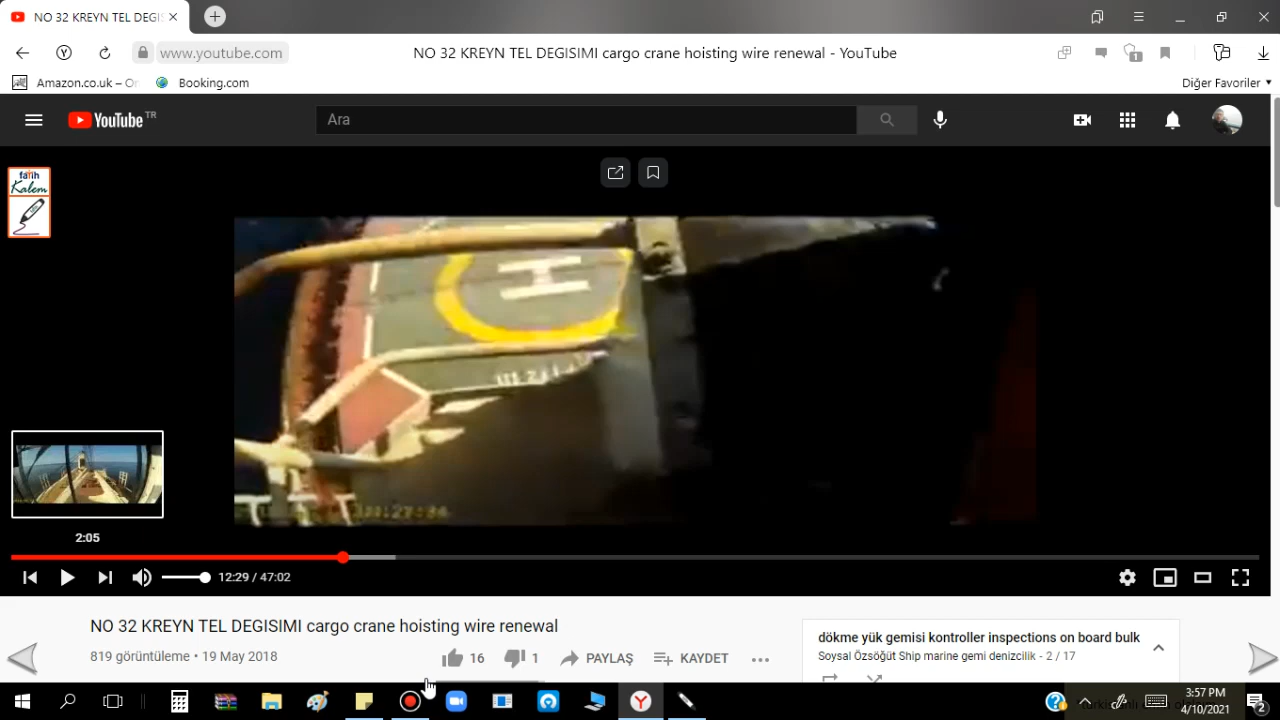 NO 32 KREYN TEL DEGIS
www.youtube.com
NO 32 KREYN TEL DEGISIMI cargo crane hoisting wire renewal - YouTube
1
Amazon.co.uk – Or
Booking.com
Diğer Favoriler
YouTube TR
Ara
fatih
Kalem
H
2:05
12:29 / 47:02
NO 32 KREYN TEL DEGISIMI cargo crane hoisting wire renewal
819 görüntüleme • 19 May 2018
16
1
PAYLAŞ
KAYDET
dökme yük gemisi kontroller inspections on board bulk
Soysal Özsöğüt Ship marine gemi denizcilik - 2 / 17
3:57 PM
4/10/2021
2